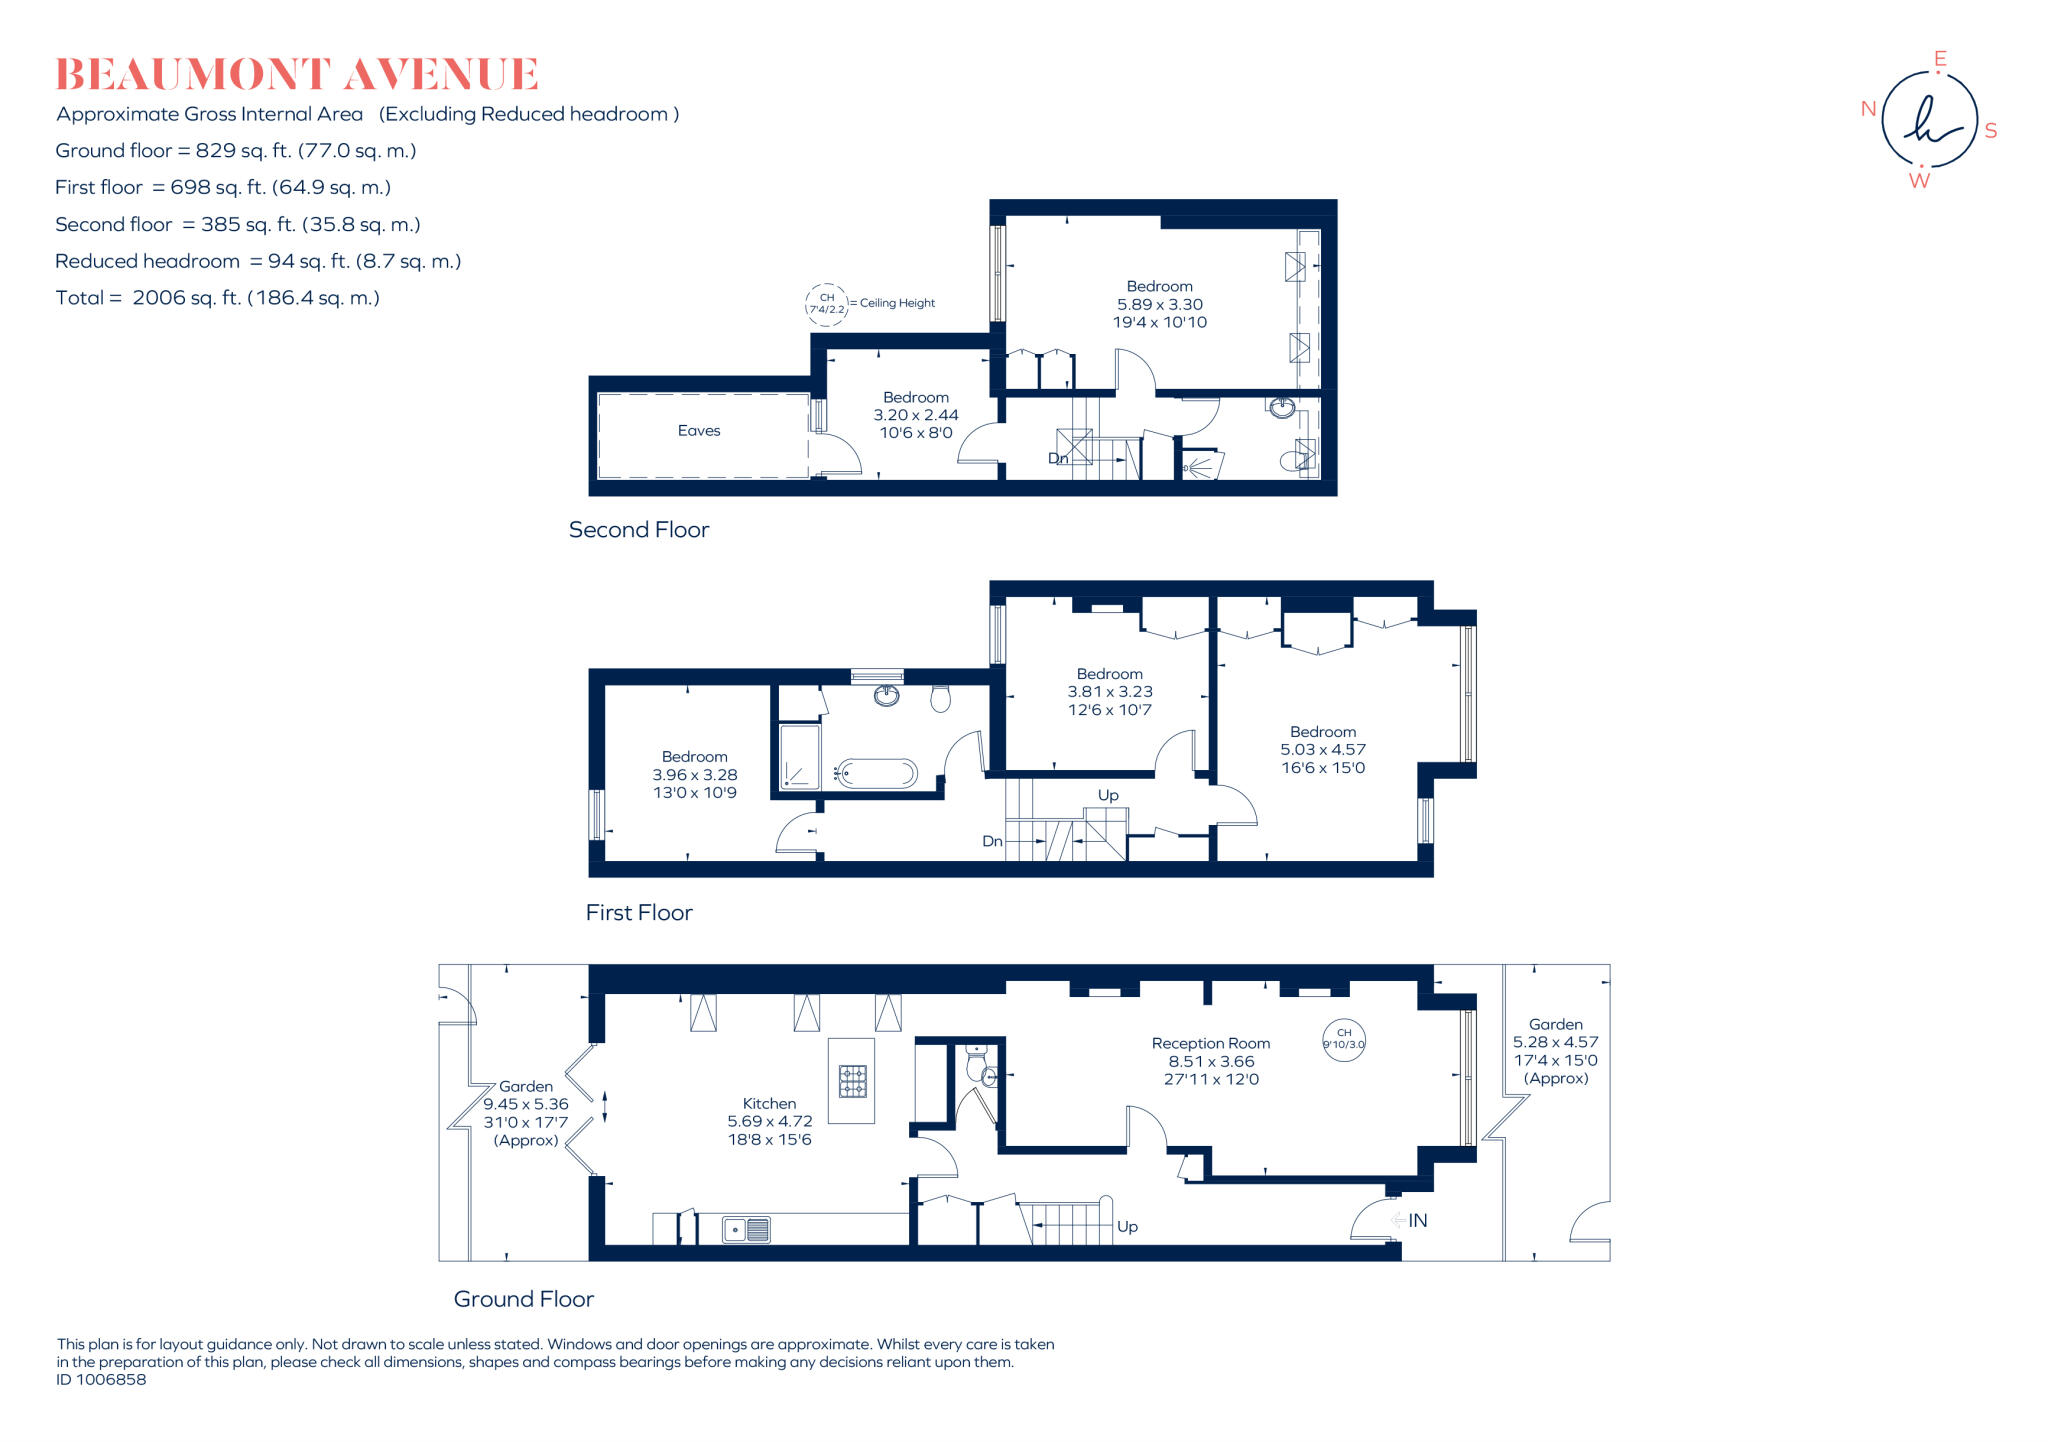 BEAUMONT AVENUE
Approximate Gross Internal Area (Excluding Reduced headroom )
Ground floor = 829 sq. ft. (77.0 sq. m.)
First floor = 698 sq. ft. (64.9 sq. m.)
Second floor = 385 sq. ft. (35.8 sq. m.)
Reduced headroom = 94 sq. ft. (8.7 sq. m.)
Total = 2006 sq. ft. (186.4 sq. m.)
E
N
S
W
CH
7'4/2.2
= Ceiling Height
Bedroom
5.89 x 3.30
19'4 x 10'10
Bedroom
3.20 x 2.44
10'6 x 8'0
Eaves
Dn
Second Floor
Bedroom
3.81 x 3.23
12'6 x 10'7
Bedroom
5.03 x 4.57
16'6 x 15'0
Bedroom
3.96 x 3.28
13'0 x 10'9
Up
Dn
First Floor
Garden
9.45 x 5.36
31'0 x 17'7
(Approx)
Kitchen
5.69 x 4.72
18'8 x 15'6
Reception Room
8.51 x 3.66
27'11 x 12'0
CH
9'10/3.0
Garden
5.28 x 4.57
17'4 x 15'0
(Approx)
Up
IN
Ground Floor
This plan is for layout guidance only. Not drawn to scale unless stated. Windows and door openings are approximate. Whilst every care is taken
in the preparation of this plan, please check all dimensions, shapes and compass bearings before making any decisions reliant upon them.
ID 1006858